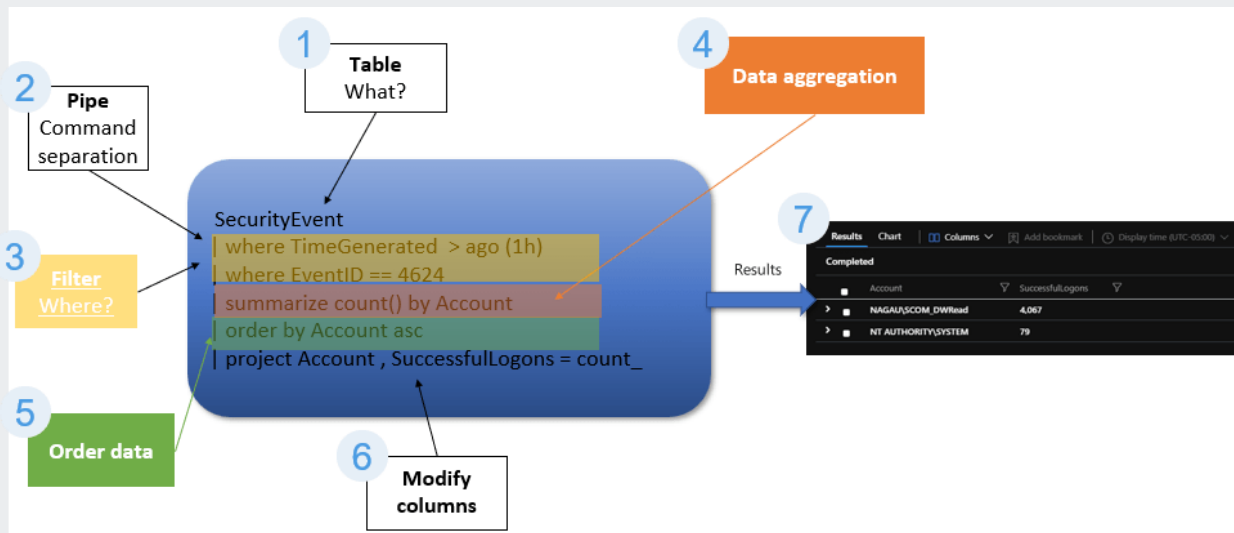 1
Table
What?
2
Pipe
Command
separation
4
Data aggregation
SecurityEvent
| where TimeGenerated > ago (1h)
| where EventID == 4624
| summarize count() by Account
| order by Account asc
| project Account , SuccessfulLogons = count_
3
Filter
Where?
5
Order data
6
Modify
columns
Results
7
Results Chart | Columns Add bookmark | Display time (UTC-05:00)
Completed
Account SuccessfulLogons
NAGAU\SCOM_DWRead 4,067
NT AUTHORITY\SYSTEM 79